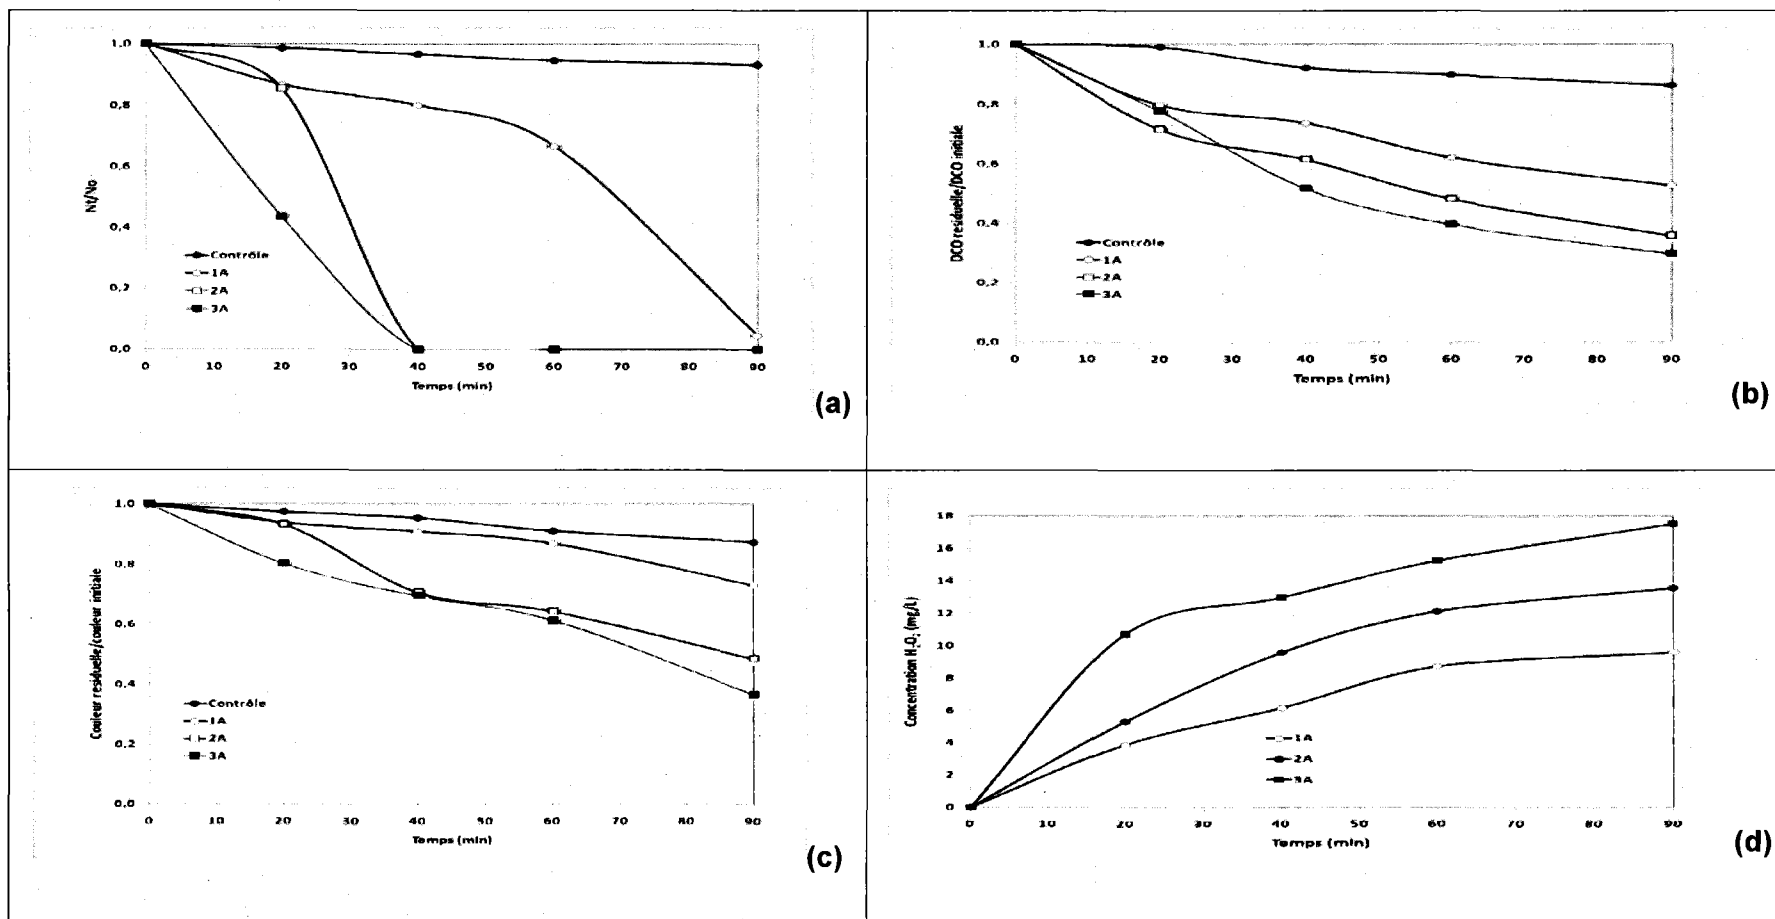 1,0
0,8
0,6
0,4
0,2
0,0
Nt/No
Contrôle
1A
2A
3A
0 10 20 30 40 50 60 70 80 90
Temps (min)
(a)
1,0
0,8
0,6
0,4
0,2
0,0
DCO residuelle/DCO initiale
Contrôle
1A
2A
3A
0 10 20 30 40 50 60 70 80 90
Temps (min)
(b)
1,0
0,8
0,6
0,4
0,2
0,0
Couleur residuelle/couleur initiale
Contrôle
1A
2A
3A
0 10 20 30 40 50 60 70 80 90
Temps (min)
(c)
18
16
14
12
10
8
6
4
2
0
Concentration H₂O₂ (mg/L)
1A
2A
3A
0 10 20 30 40 50 60 70 80 90
Temps (min)
(d)